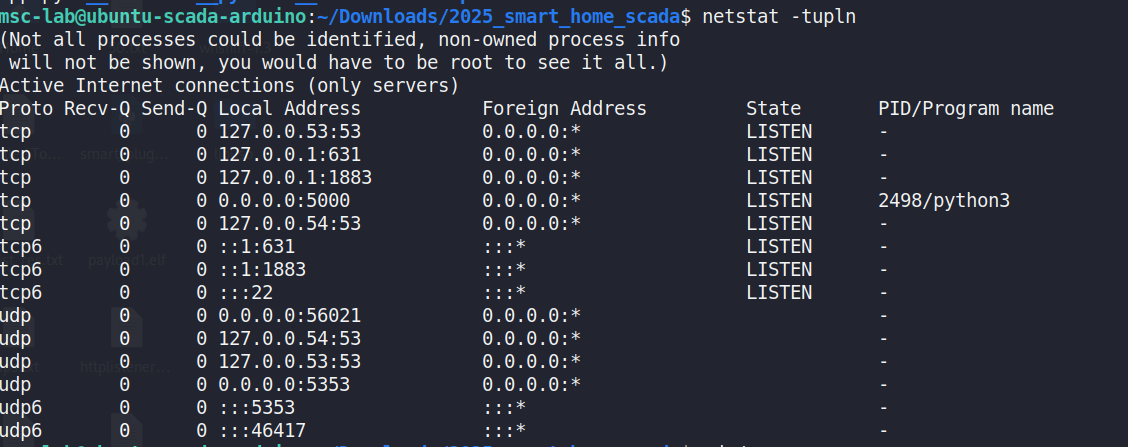 msc-lab@ubuntu-scada-arduino:~/Downloads/2025_smart_home_scada$ netstat -tupln
(Not all processes could be identified, non-owned process info
 will not be shown, you would have to be root to see it all.)
Active Internet connections (only servers)
Proto Recv-Q Send-Q Local Address           Foreign Address         State       PID/Program name
tcp        0      0 127.0.0.53:53           0.0.0.0:*               LISTEN      -
tcp        0      0 127.0.0.1:631           0.0.0.0:*               LISTEN      -
tcp        0      0 127.0.0.1:1883          0.0.0.0:*               LISTEN      -
tcp        0      0 0.0.0.0:5000            0.0.0.0:*               LISTEN      2498/python3
tcp        0      0 127.0.0.54:53           0.0.0.0:*               LISTEN      -
tcp6       0      0 ::1:631                 :::*                    LISTEN      -
tcp6       0      0 ::1:1883                :::*                    LISTEN      -
tcp6       0      0 :::22                   :::*                    LISTEN      -
udp        0      0 0.0.0.0:56021           0.0.0.0:*                           -
udp        0      0 127.0.0.54:53           0.0.0.0:*                           -
udp        0      0 127.0.0.53:53           0.0.0.0:*                           -
udp        0      0 0.0.0.0:5353            0.0.0.0:*                           -
udp6       0      0 :::5353                 :::*                                -
udp6       0      0 :::46417                :::*                                -
payload1.elf
httplistener...